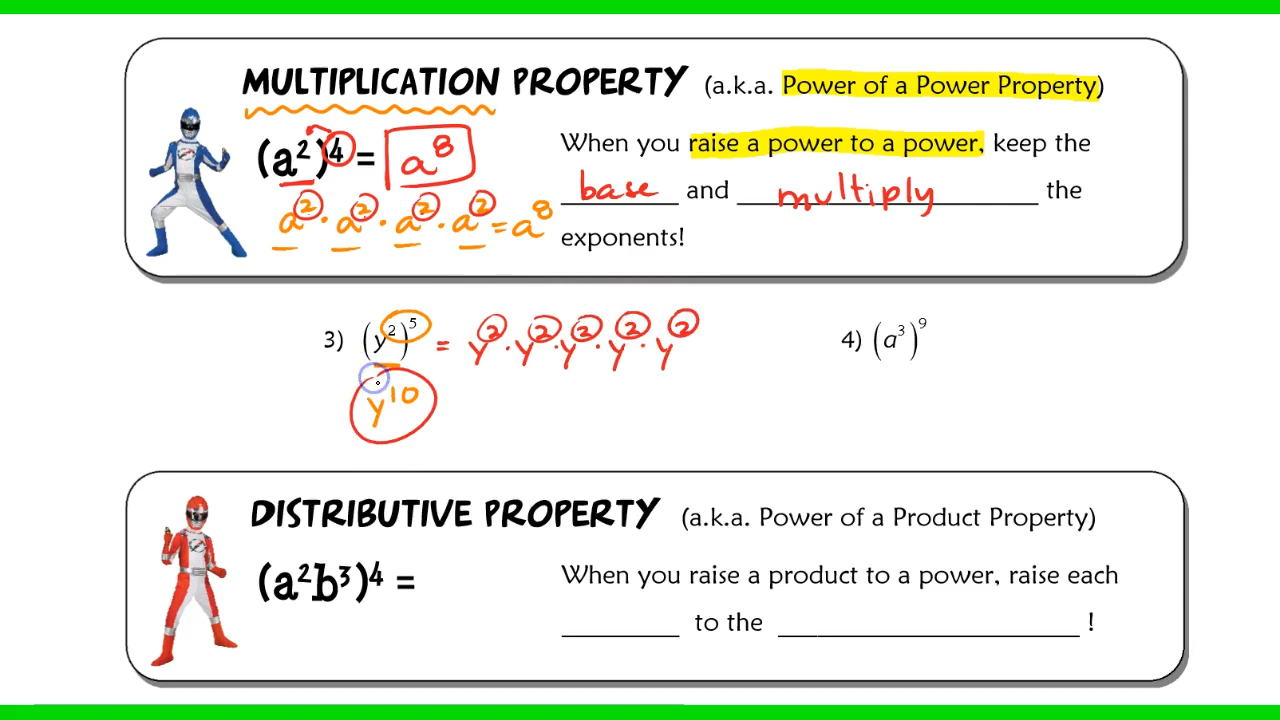 MULTIPLICATION PROPERTY (a.k.a. Power of a Power Property)
(a²)⁴ = a⁸
When you raise a power to a power, keep the
base and multiply the
a² · a² · a² · a² = a⁸
exponents!
3) (y²)⁵ = y² · y² · y² · y² · y²
4) (a³)⁹
y¹⁰
DISTRIBUTIVE PROPERTY (a.k.a. Power of a Product Property)
(a²b³)⁴ =
When you raise a product to a power, raise each
________ to the ____________________ !